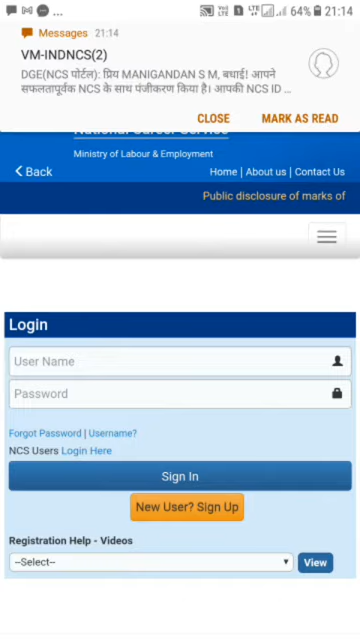 64% 21:14
Messages 21:14
VM-INDNCS(2)
DGE(NCS पोर्टल): प्रिय MANIGANDAN S M, बधाई! आपने
सफलतापूर्वक NCS के साथ पंजीकरण किया है। आपकी NCS ID ...
CLOSE MARK AS READ
National Career Service
Ministry of Labour & Employment
Back
Home | About us | Contact Us
Public disclosure of marks of
Login
User Name
Password
Forgot Password | Username?
NCS Users Login Here
Sign In
New User? Sign Up
Registration Help - Videos
--Select--
View